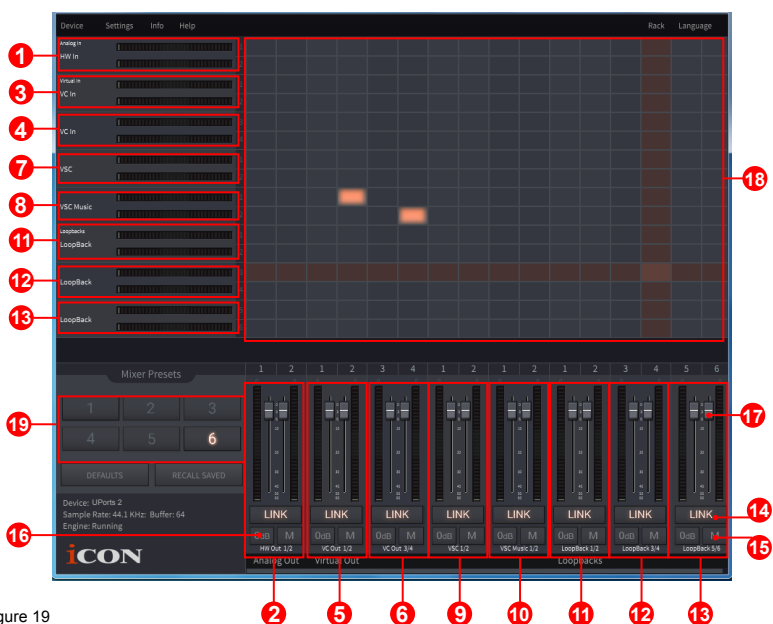 Device Settings Info Help Rack Language
Analog In
1 HW In
Virtual In
3 VC In
4 VC In
7 VSC
18
8 VSC Music
Loopbacks
11 LoopBack
12 LoopBack
13 LoopBack
1 2 1 2 3 4 1 2 1 2 1 2 3 4 5 6
Mixer Presets
1 2 3
19
4 5 6
17
DEFAULTS RECALL SAVED
Device: UPorts 2
Sample Rate: 44.1 KHz: Buffer: 64
Engine: Running
LINK LINK LINK LINK LINK LINK LINK LINK 14
16 0dB M 0dB M 0dB M 0dB M 0dB M 0dB M 0dB M 0dB M 15
HW Out 1/2 VC Out 1/2 VC Out 3/4 VSC 1/2 VSC Music 1/2 LoopBack 1/2 LoopBack 3/4 LoopBack 5/6
iCON
Analog Out Virtual Out Loopbacks
2 5 6 9 10 11 12 13
gure 19